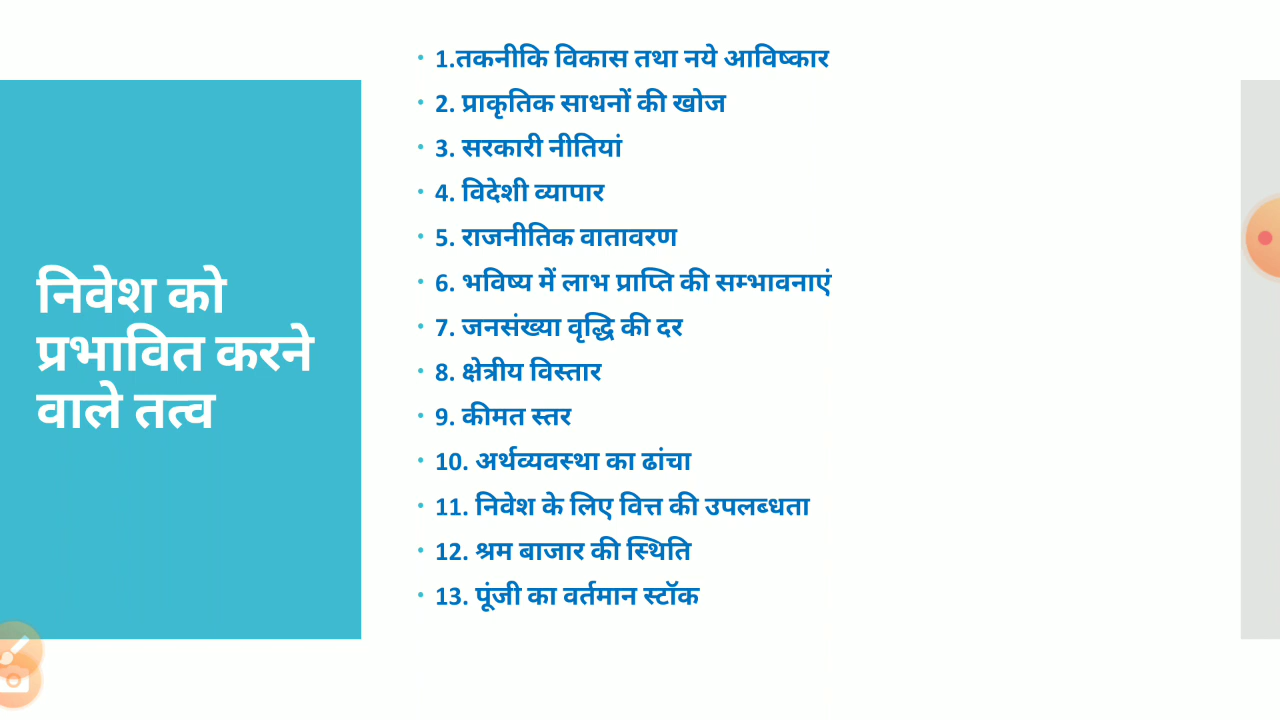 निवेश को
प्रभावित करने
वाले तत्व
1.तकनीकि विकास तथा नये आविष्कार
2. प्राकृतिक साधनों की खोज
3. सरकारी नीतियां
4. विदेशी व्यापार
5. राजनीतिक वातावरण
6. भविष्य में लाभ प्राप्ति की सम्भावनाएं
7. जनसंख्या वृद्धि की दर
8. क्षेत्रीय विस्तार
9. कीमत स्तर
10. अर्थव्यवस्था का ढांचा
11. निवेश के लिए वित्त की उपलब्धता
12. श्रम बाजार की स्थिति
13. पूंजी का वर्तमान स्टॉक